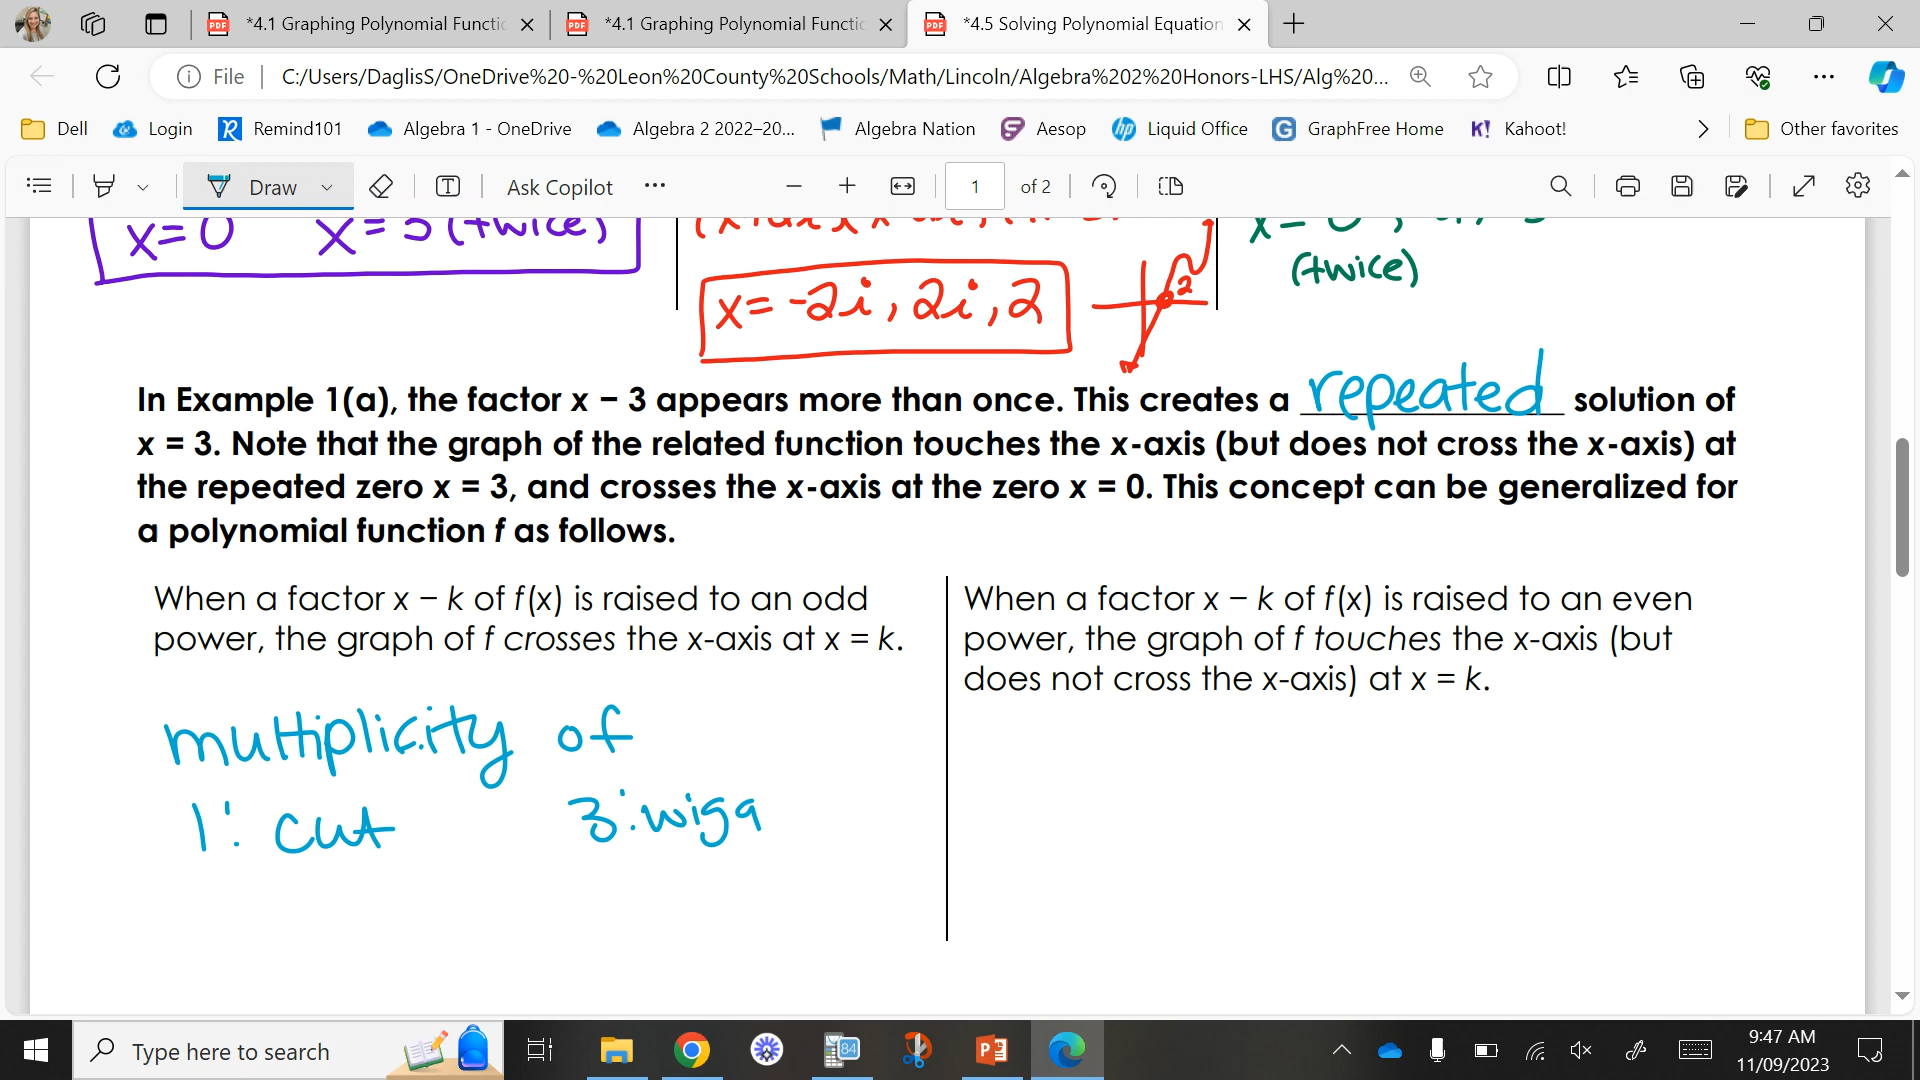 *4.1 Graphing Polynomial Functic
*4.1 Graphing Polynomial Functic
*4.5 Solving Polynomial Equation
File
C:/Users/DaglisS/OneDrive%20-%20Leon%20County%20Schools/Math/Lincoln/Algebra%202%20Honors-LHS/Alg%20...
Dell
Login
Remind101
Algebra 1 - OneDrive
Algebra 2 2022–20...
Algebra Nation
Aesop
Liquid Office
GraphFree Home
Kahoot!
Other favorites
Draw
Ask Copilot
1 of 2
x=0 x=3 (twice)
(twice)
x= -2i, 2i, 2
2
In Example 1(a), the factor x − 3 appears more than once. This creates a repeated solution of
x = 3. Note that the graph of the related function touches the x-axis (but does not cross the x-axis) at
the repeated zero x = 3, and crosses the x-axis at the zero x = 0. This concept can be generalized for
a polynomial function f as follows.
When a factor x − k of f(x) is raised to an odd
power, the graph of f crosses the x-axis at x = k.
multiplicity of
1: cut 3: wigg
When a factor x − k of f(x) is raised to an even
power, the graph of f touches the x-axis (but
does not cross the x-axis) at x = k.
Type here to search
84
9:47 AM
11/09/2023